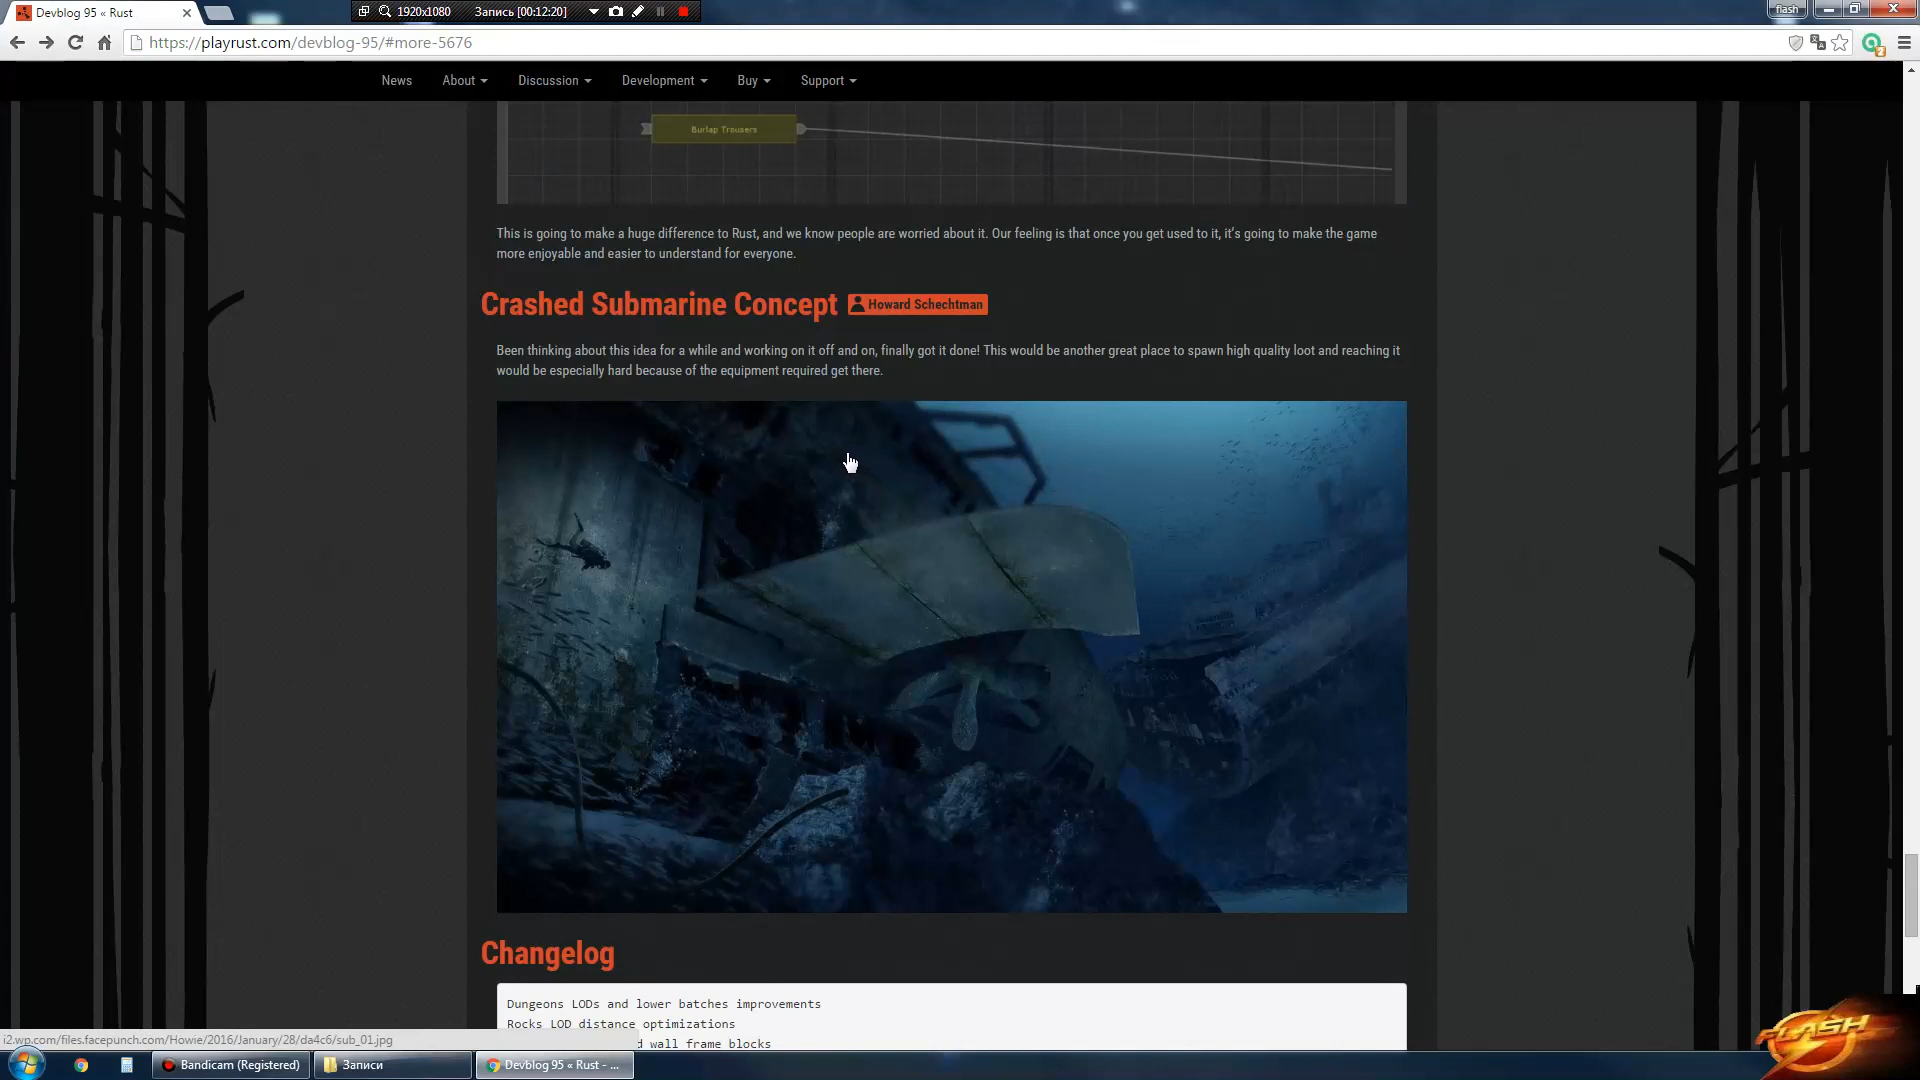 Devblog 95 « Rust
1920x1080
Запись [00:12:20]
flash
https://playrust.com/devblog-95/#more-5676
2
News About Discussion Development Buy Support
Burlap Trousers
This is going to make a huge difference to Rust, and we know people are worried about it. Our feeling is that once you get used to it, it's going to make the game
more enjoyable and easier to understand for everyone.
Crashed Submarine Concept Howard Schechtman
Been thinking about this idea for a while and working on it off and on, finally got it done! This would be another great place to spawn high quality loot and reaching it
would be especially hard because of the equipment required get there.
Changelog
Dungeons LODs and lower batches improvements
Rocks LOD distance optimizations
d wall frame blocks
i2.wp.com/files.facepunch.com/Howie/2016/January/28/da4c6/sub_01.jpg
FLASH
Bandicam (Registered)
Записи
Devblog 95 « Rust - ...